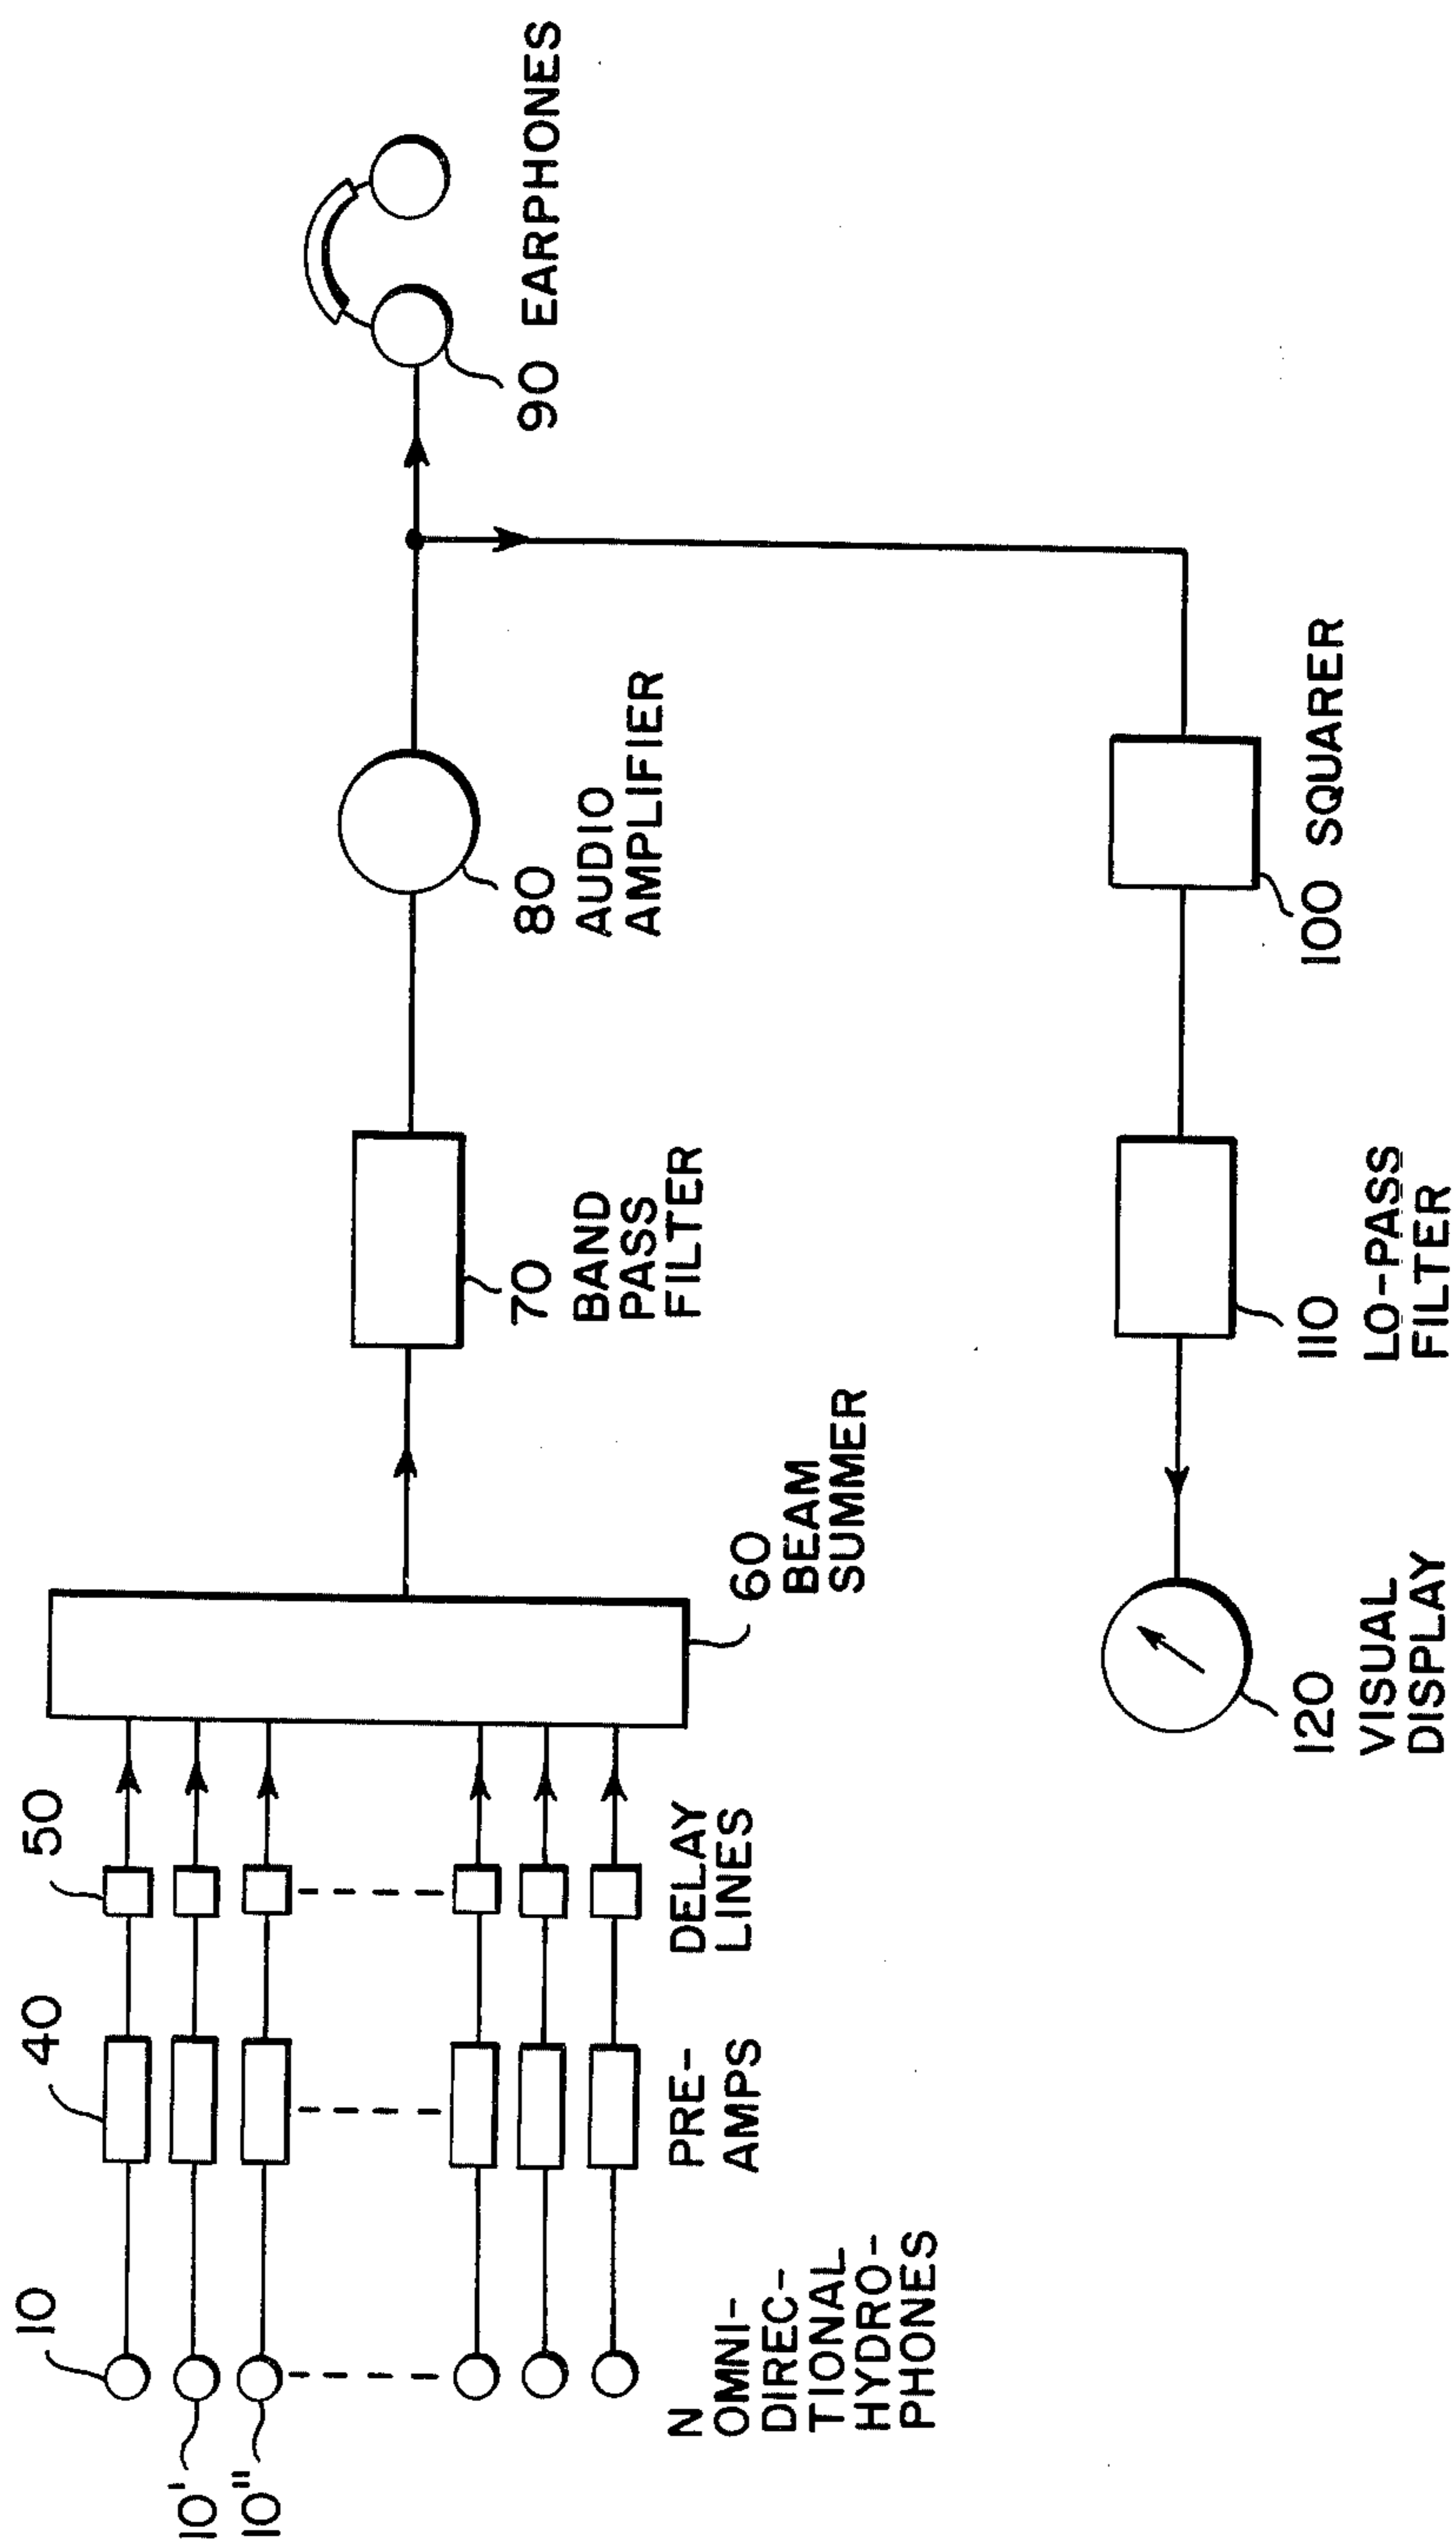 10
10'
10"
N
OMNI-
DIREC-
TIONAL
HYDRO-
PHONES
40
PRE-
AMPS
50
DELAY
LINES
60
BEAM
SUMMER
70
BAND
PASS
FILTER
80
AUDIO
AMPLIFIER
90 EARPHONES
100 SQUARER
110
LO-PASS
FILTER
120
VISUAL
DISPLAY